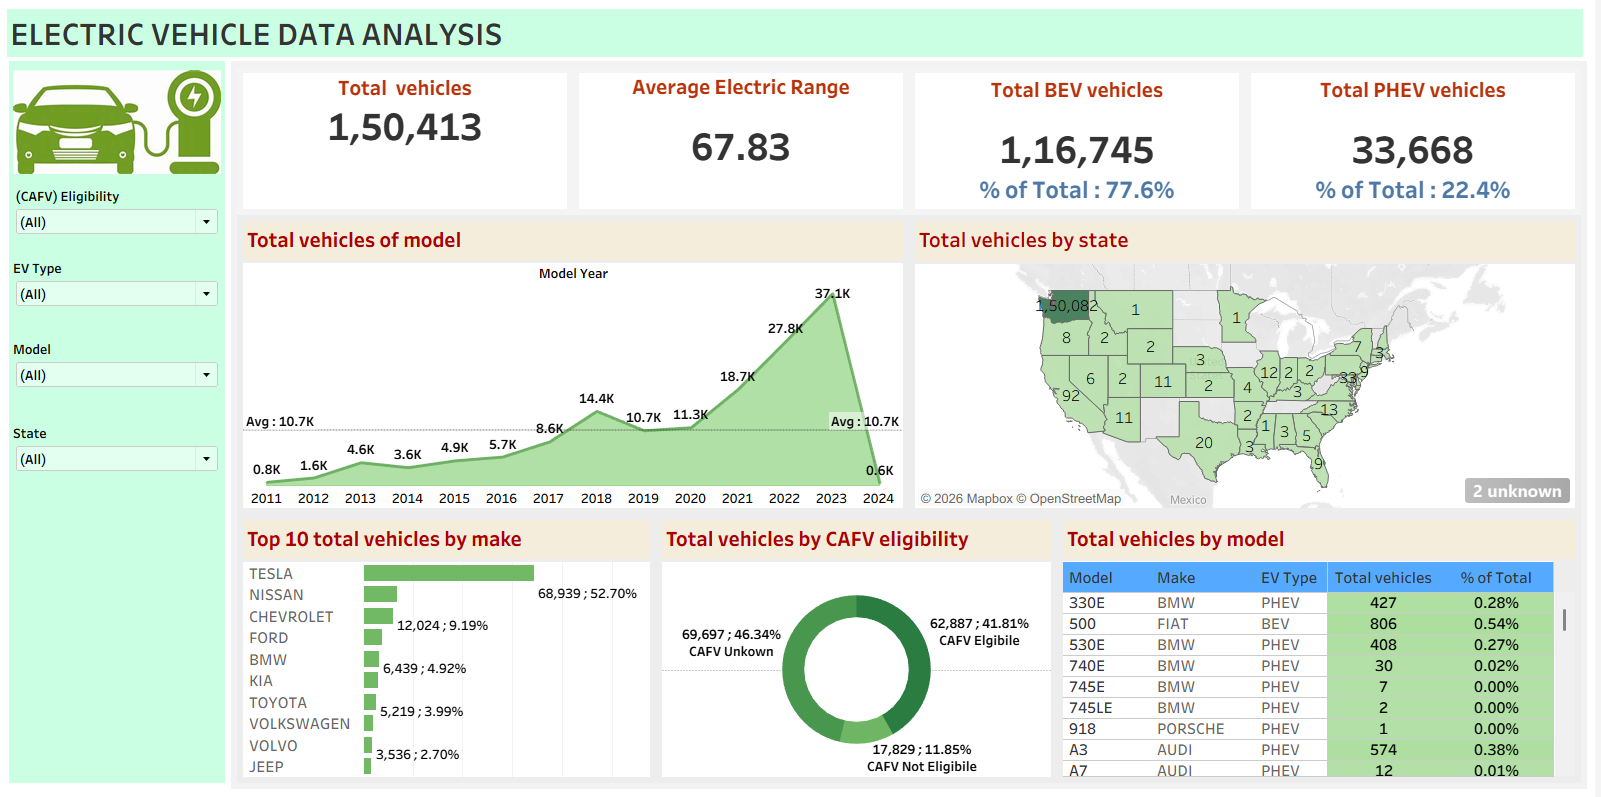 ELECTRIC VEHICLE DATA ANALYSIS
(CAFV) Eligibility
(All)
EV Type
(All)
Model
(All)
State
(All)
Total vehicles
1,50,413
Average Electric Range
67.83
Total BEV vehicles
1,16,745
% of Total : 77.6%
Total PHEV vehicles
33,668
% of Total : 22.4%
Total vehicles of model
Model Year
37.1K
27.8K
18.7K
14.4K
10.7K
11.3K
Avg : 10.7K
Avg : 10.7K
8.6K
5.7K
4.9K
4.6K
3.6K
1.6K
0.8K
0.6K
2011 2012 2013 2014 2015 2016 2017 2018 2019 2020 2021 2022 2023 2024
Total vehicles by state
1,50,082
1
1
8
2
2
3
7
3
9
33
6
2
11
2
4
12
2
2
3
92
11
2
13
20
3
1
3
5
9
Mexico
© 2026 Mapbox © OpenStreetMap
2 unknown
Top 10 total vehicles by make
TESLA
68,939 ; 52.70%
NISSAN
CHEVROLET
12,024 ; 9.19%
FORD
BMW
6,439 ; 4.92%
KIA
TOYOTA
5,219 ; 3.99%
VOLKSWAGEN
VOLVO
3,536 ; 2.70%
JEEP
Total vehicles by CAFV eligibility
69,697 ; 46.34%
CAFV Unkown
62,887 ; 41.81%
CAFV Elgibile
17,829 ; 11.85%
CAFV Not Eligibile
Total vehicles by model
Model Make EV Type Total vehicles % of Total
330E BMW PHEV 427 0.28%
500 FIAT BEV 806 0.54%
530E BMW PHEV 408 0.27%
740E BMW PHEV 30 0.02%
745E BMW PHEV 7 0.00%
745LE BMW PHEV 2 0.00%
918 PORSCHE PHEV 1 0.00%
A3 AUDI PHEV 574 0.38%
A7 AUDI PHEV 12 0.01%